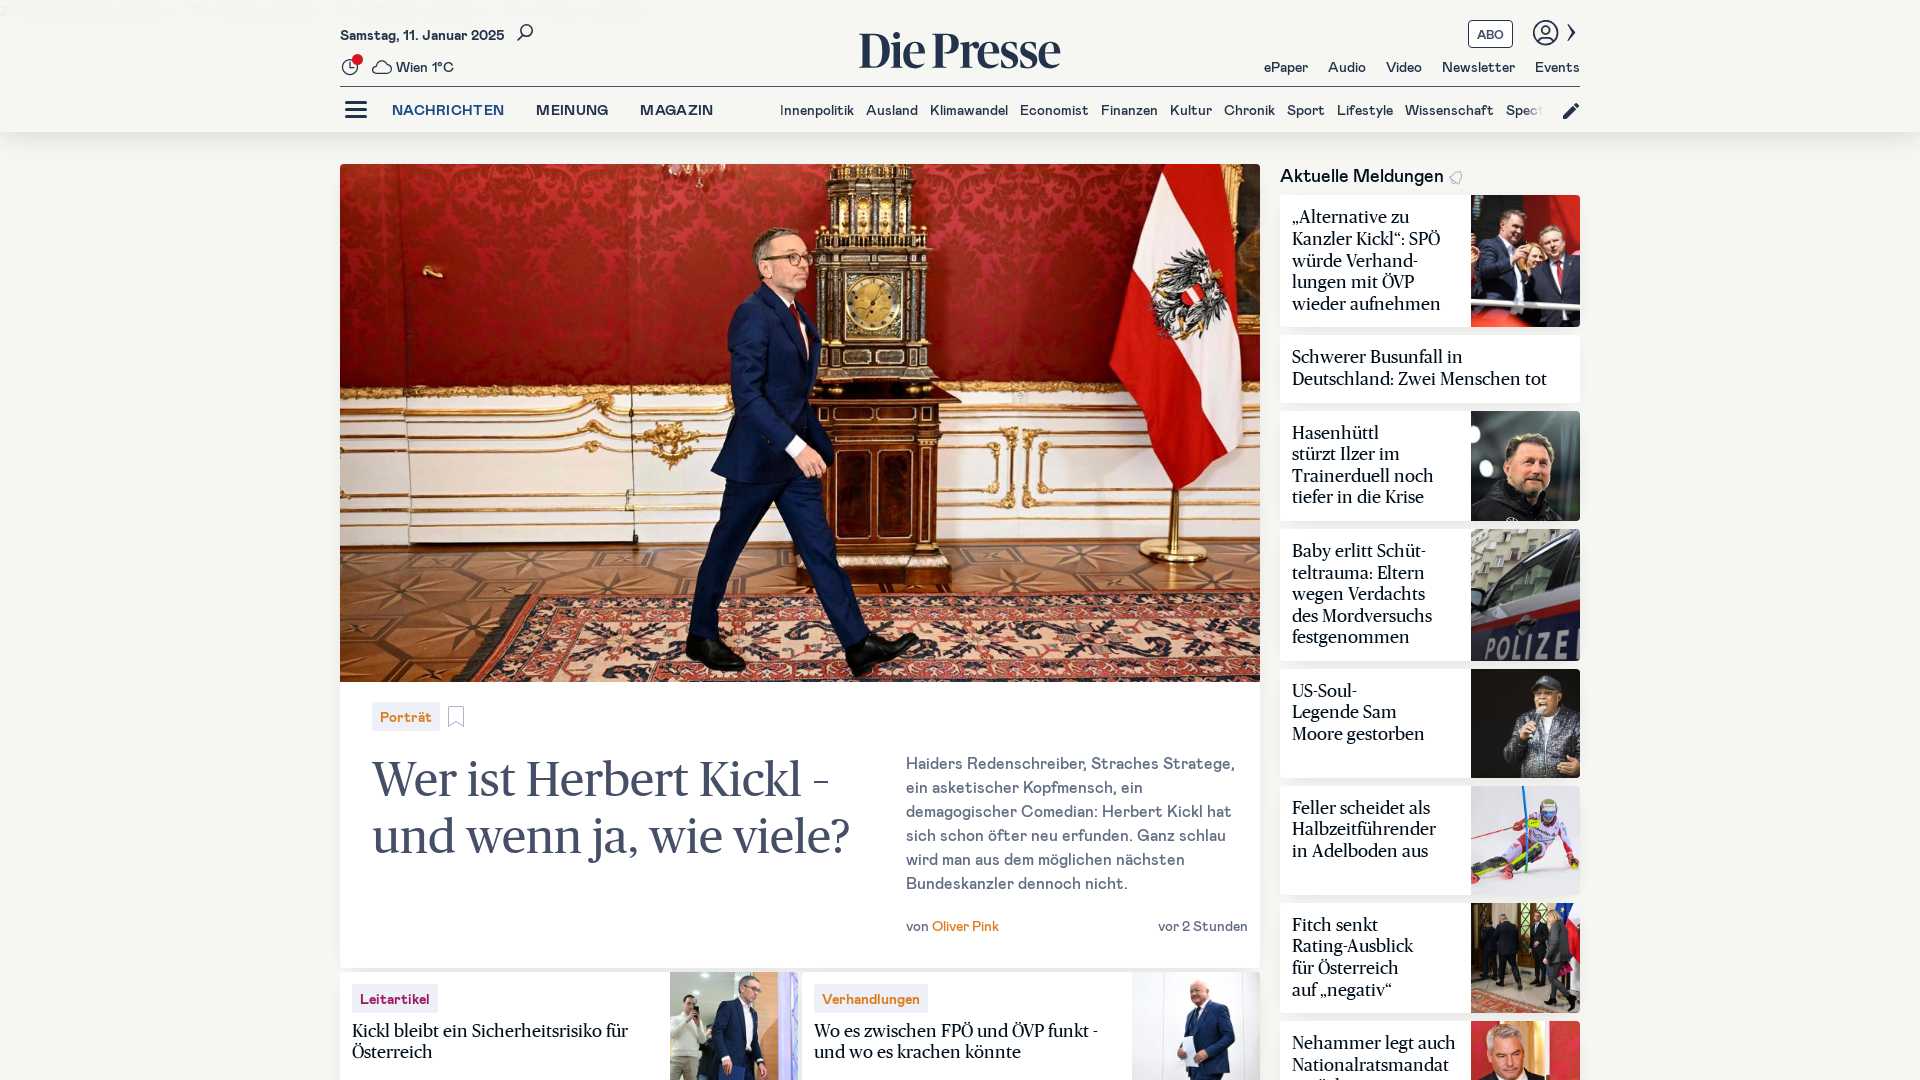 Samstag, 11. Januar 2025
Die Presse
ABO
Wien 1°C
ePaper Audio Video Newsletter Events
NACHRICHTEN MEINUNG MAGAZIN
Innenpolitik Ausland Klimawandel Economist Finanzen Kultur Chronik Sport Lifestyle Wissenschaft Spect
Porträt
Wer ist Herbert Kickl –
und wenn ja, wie viele?
Haiders Redenschreiber, Straches Stratege,
ein asketischer Kopfmensch, ein
demagogischer Comedian: Herbert Kickl hat
sich schon öfter neu erfunden. Ganz schlau
wird man aus dem möglichen nächsten
Bundeskanzler dennoch nicht.
von Oliver Pink
vor 2 Stunden
Leitartikel
Kickl bleibt ein Sicherheitsrisiko für
Österreich
Verhandlungen
Wo es zwischen FPÖ und ÖVP funkt -
und wo es krachen könnte
Aktuelle Meldungen
„Alternative zu
Kanzler Kickl“: SPÖ
würde Verhand-
lungen mit ÖVP
wieder aufnehmen
Schwerer Busunfall in
Deutschland: Zwei Menschen tot
Hasenhüttl
stürzt Ilzer im
Trainerduell noch
tiefer in die Krise
Baby erlitt Schüt-
teltrauma: Eltern
wegen Verdachts
des Mordversuchs
festgenommen
POLIZEI
US-Soul-
Legende Sam
Moore gestorben
Feller scheidet als
Halbzeitführender
in Adelboden aus
Fitch senkt
Rating-Ausblick
für Österreich
auf „negativ“
Nehammer legt auch
Nationalratsmandat